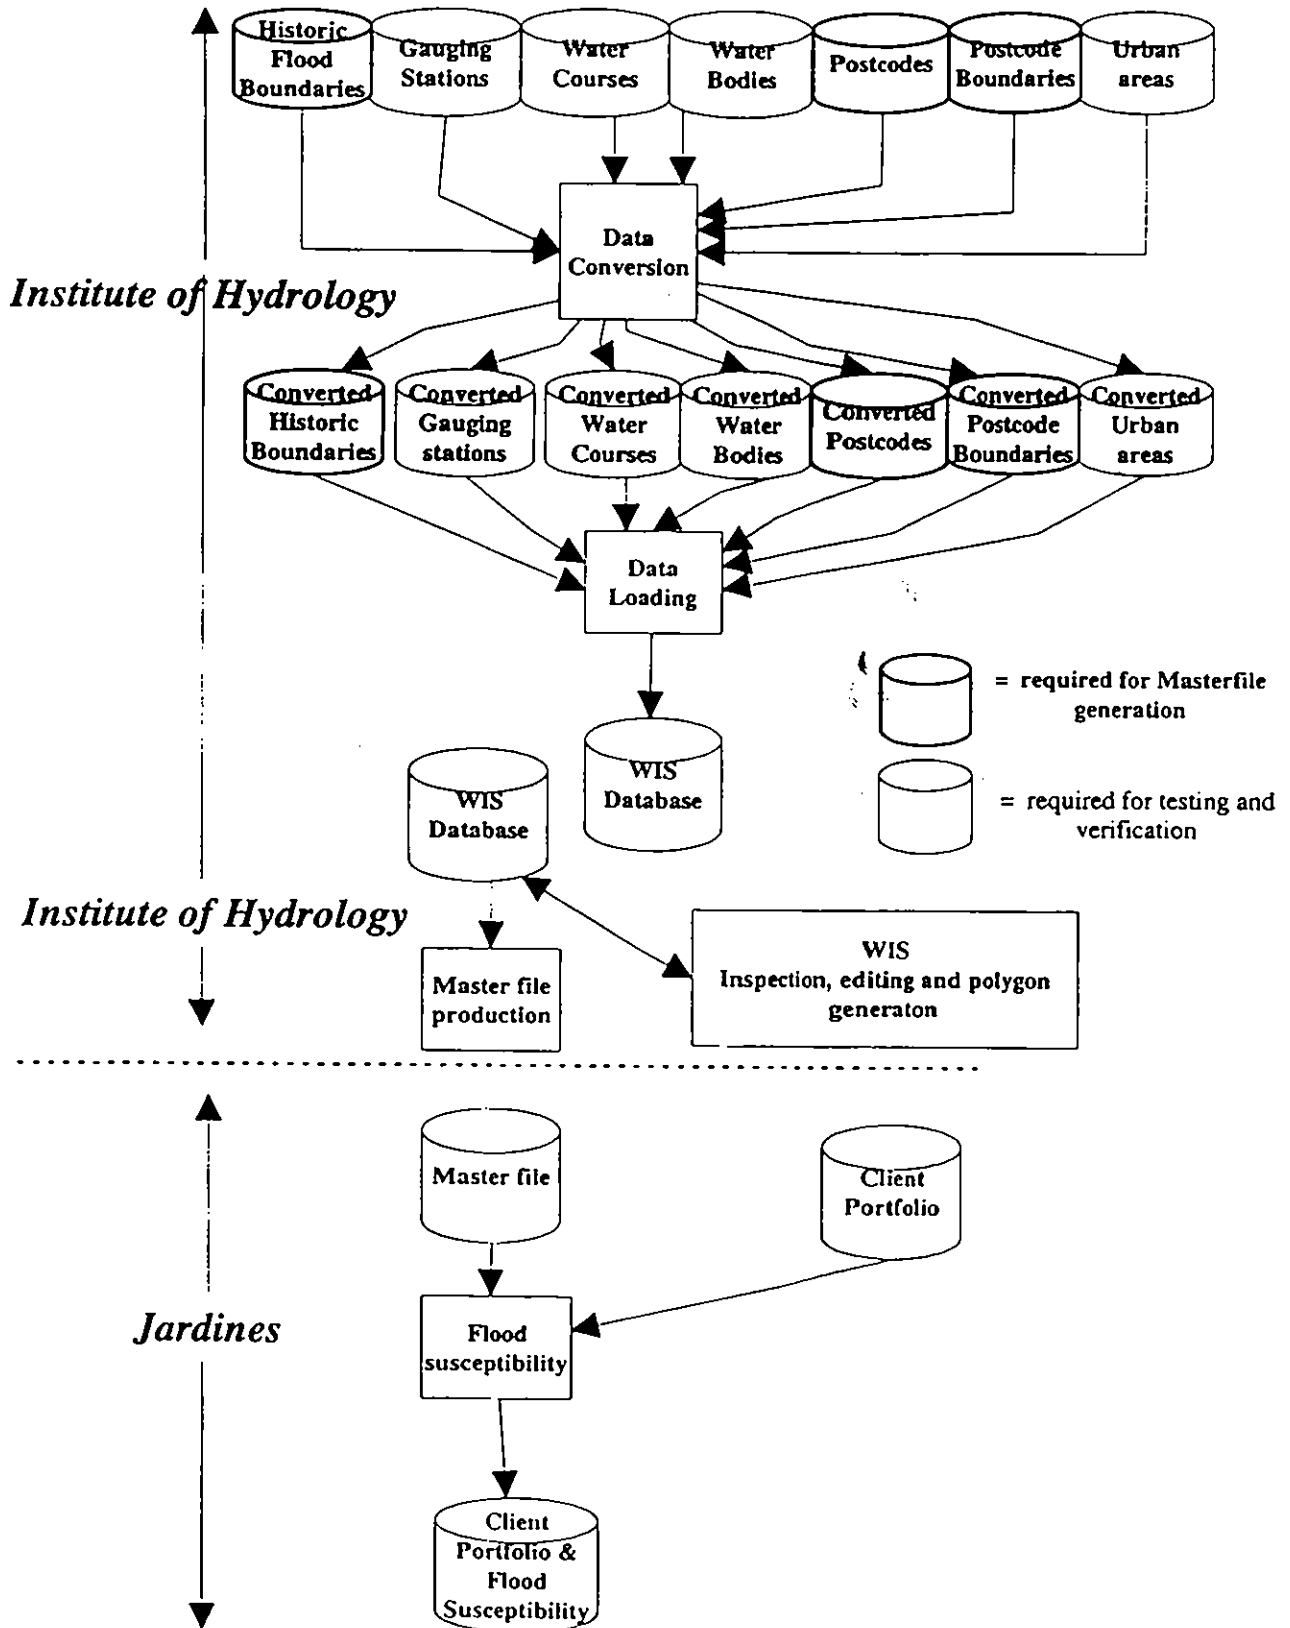 Historic
Flood
Boundaries
Gauging
Stations
Water
Courses
Water
Bodies
Postcodes
Postcode
Boundaries
Urban
areas
Data
Conversion
Institute of Hydrology
Converted
Historic
Boundaries
Converted
Gauging
stations
Converted
Water
Courses
Converted
Water
Bodies
Converted
Postcodes
Converted
Postcode
Boundaries
Converted
Urban
areas
Data
Loading
= required for Masterfile
generation
WIS
Database
WIS
Database
= required for testing and
verification
Institute of Hydrology
Master file
production
WIS
Inspection, editing and polygon
generaton
Master file
Client
Portfolio
Jardines
Flood
susceptibility
Client
Portfolio &
Flood
Susceptibility